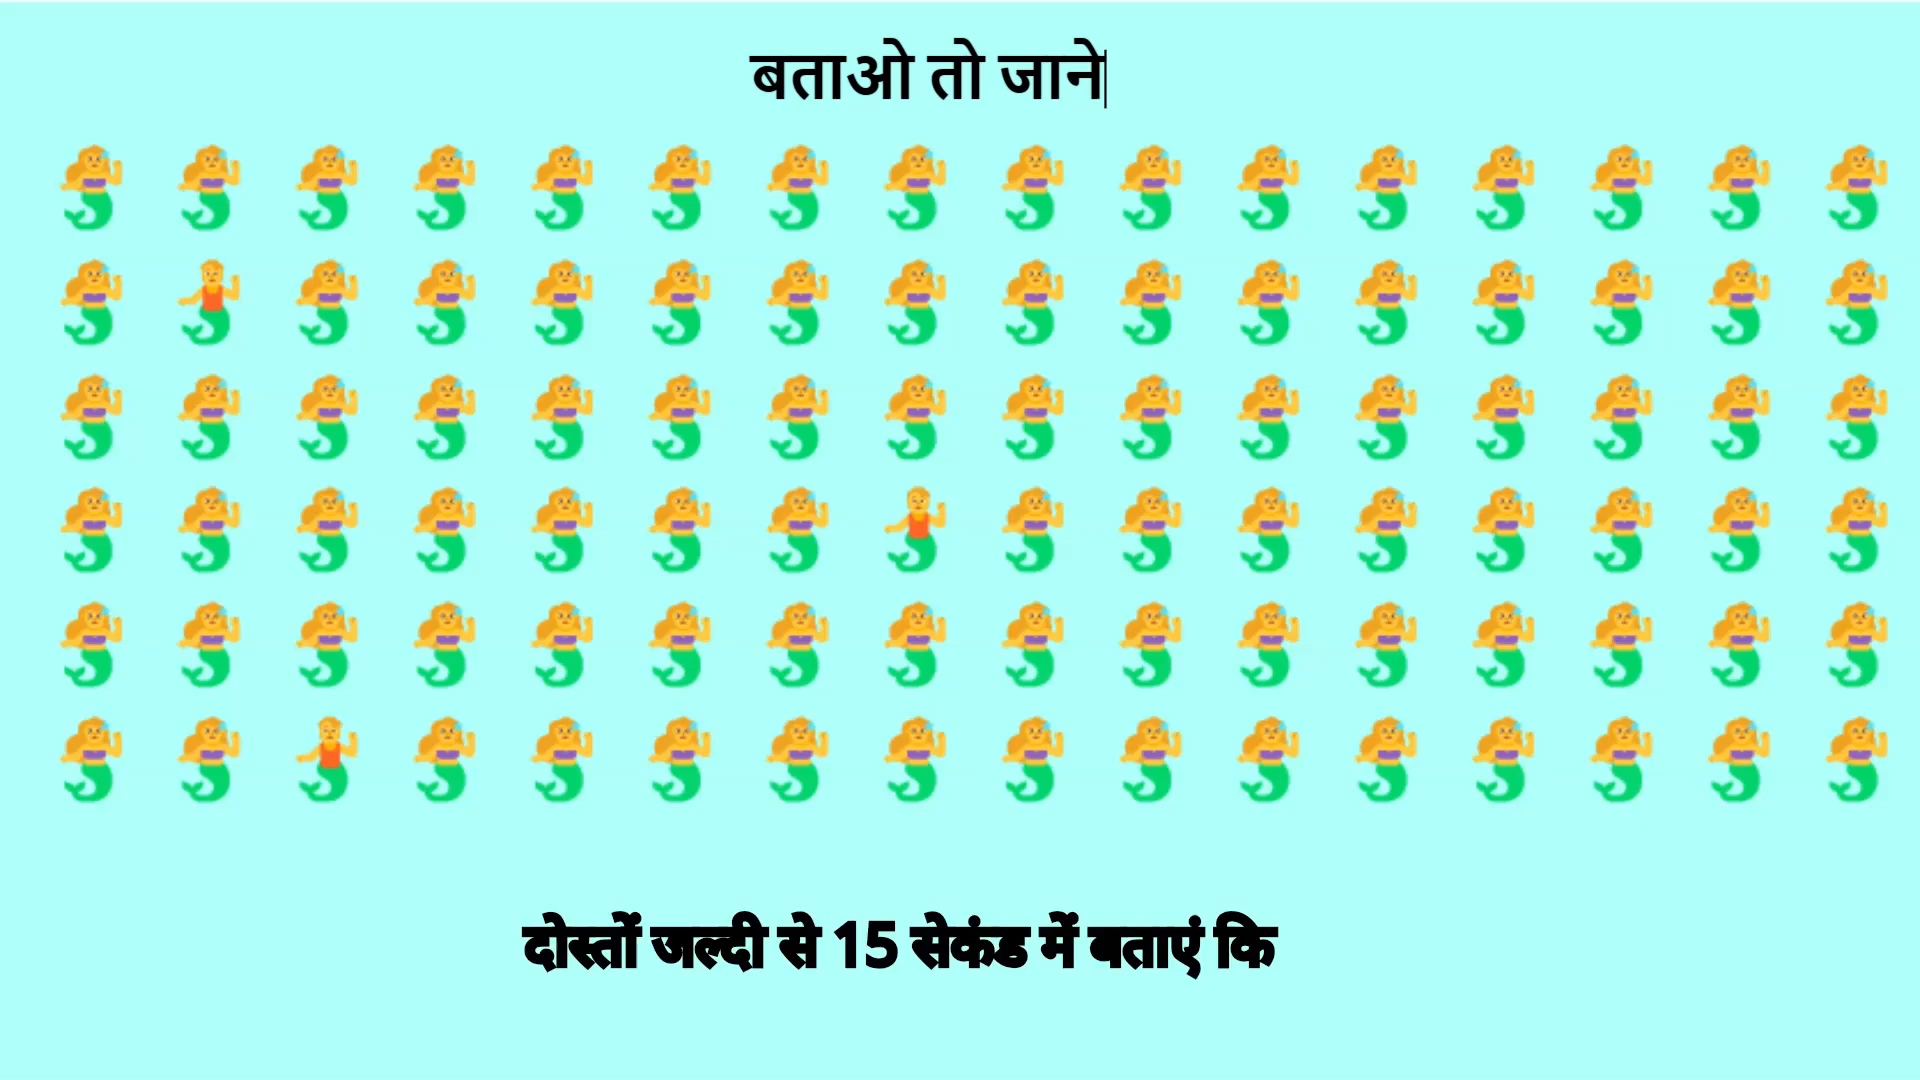 बताओ तो जाने
दोस्तों जल्दी से 15 सेकंड में बताएं कि